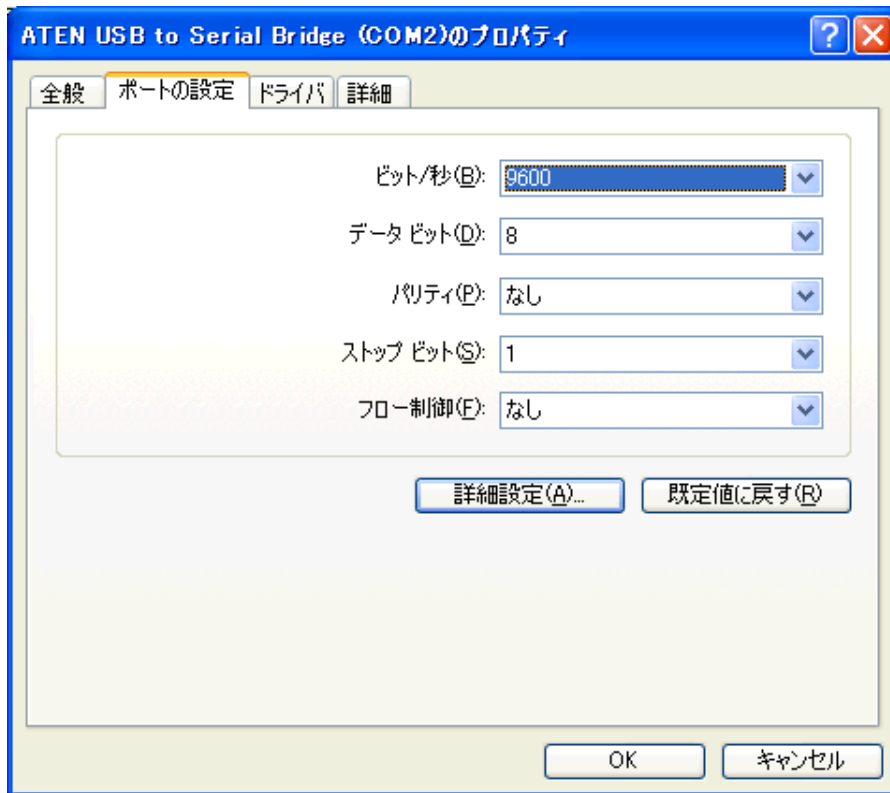 ATEN USB to Serial Bridge (COM2)のプロパティ
全般 ポートの設定 ドライバ 詳細
ビット/秒(B): 9600
データ ビット(D): 8
パリティ(P): なし
ストップ ビット(S): 1
フロー制御(F): なし
詳細設定(A)... 既定値に戻す(R)
OK キャンセル